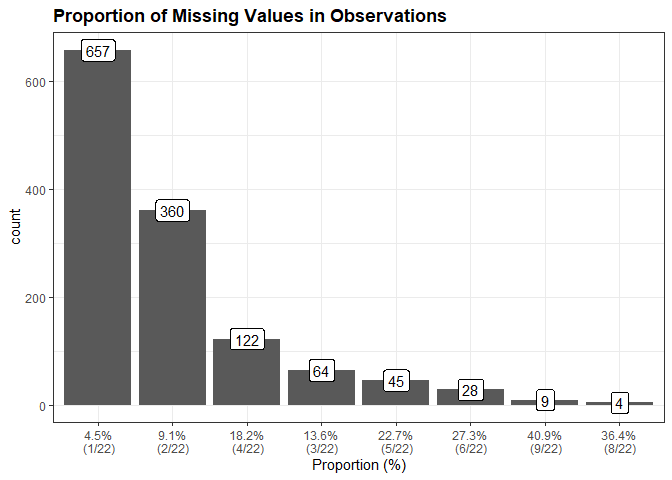 Proportion of Missing Values in Observations
657
360
122
64
45
28
9
4
600
400
200
0
count
4.5% 9.1% 18.2% 13.6% 22.7% 27.3% 40.9% 36.4%
(1/22) (2/22) (4/22) (3/22) (5/22) (6/22) (9/22) (8/22)
Proportion (%)